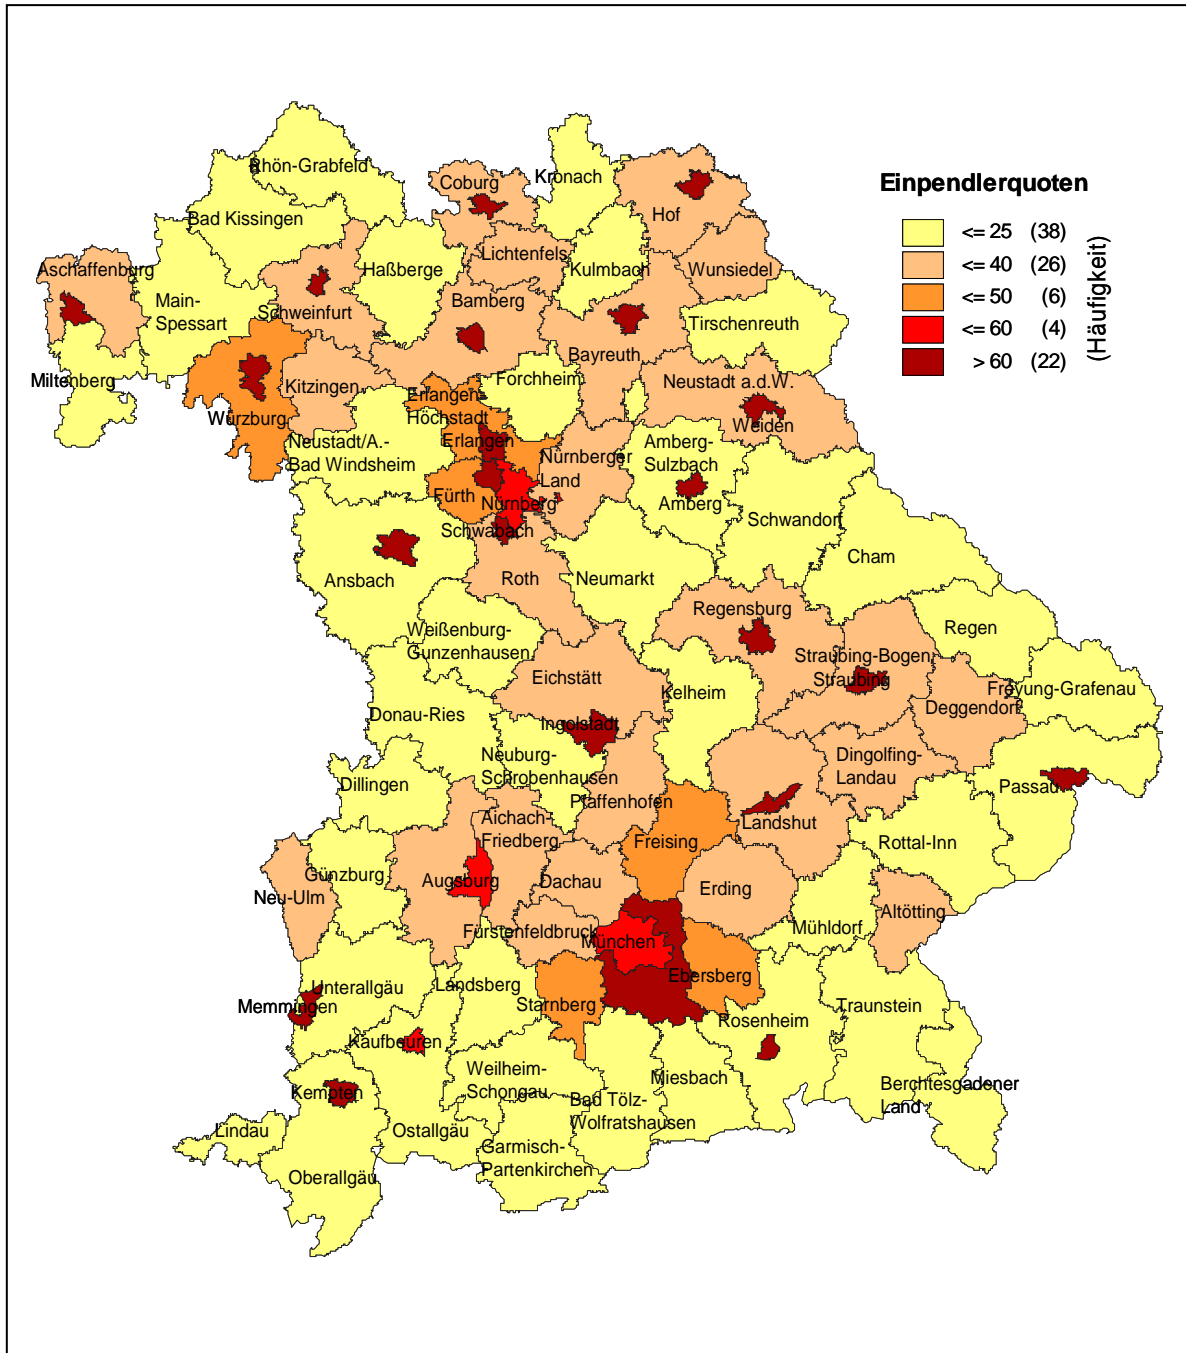 Einpendlerquoten
<= 25 (38)
<= 40 (26)
<= 50 (6)
<= 60 (4)
> 60 (22)
(Häufigkeit)
Rhön-Grabfeld
Coburg
Kronach
Hof
Bad Kissingen
Lichtenfels
Aschaffenburg
Haßberge
Kulmbach
Wunsiedel
Main-
Spessart
Schweinfurt
Bamberg
Tirschenreuth
Bayreuth
Miltenberg
Kitzingen
Forchheim
Neustadt a.d.W.
Würzburg
Erlangen-
Höchstadt
Weiden
Neustadt/A.-
Bad Windsheim
Erlangen
Nürnberger
Land
Amberg-
Sulzbach
Fürth
Nürnberg
Amberg
Schwabach
Schwandorf
Ansbach
Roth
Neumarkt
Cham
Regensburg
Weißenburg-
Gunzenhausen
Regen
Straubing-Bogen
Straubing
Eichstätt
Kelheim
Freyung-Grafenau
Donau-Ries
Ingolstadt
Deggendorf
Neuburg-
Schrobenhausen
Dingolfing-
Landau
Dillingen
Passau
Pfaffenhofen
Aichach-
Friedberg
Landshut
Freising
Rottal-Inn
Günzburg
Augsburg
Dachau
Erding
Neu-Ulm
Altötting
Fürstenfeldbruck
München
Mühldorf
Unterallgäu
Landsberg
Ebersberg
Memmingen
Starnberg
Traunstein
Rosenheim
Kaufbeuren
Weilheim-
Schongau
Miesbach
Kempten
Bad Tölz-
Wolfratshausen
Berchtesgadener
Land
Lindau
Ostallgäu
Garmisch-
Partenkirchen
Oberallgäu